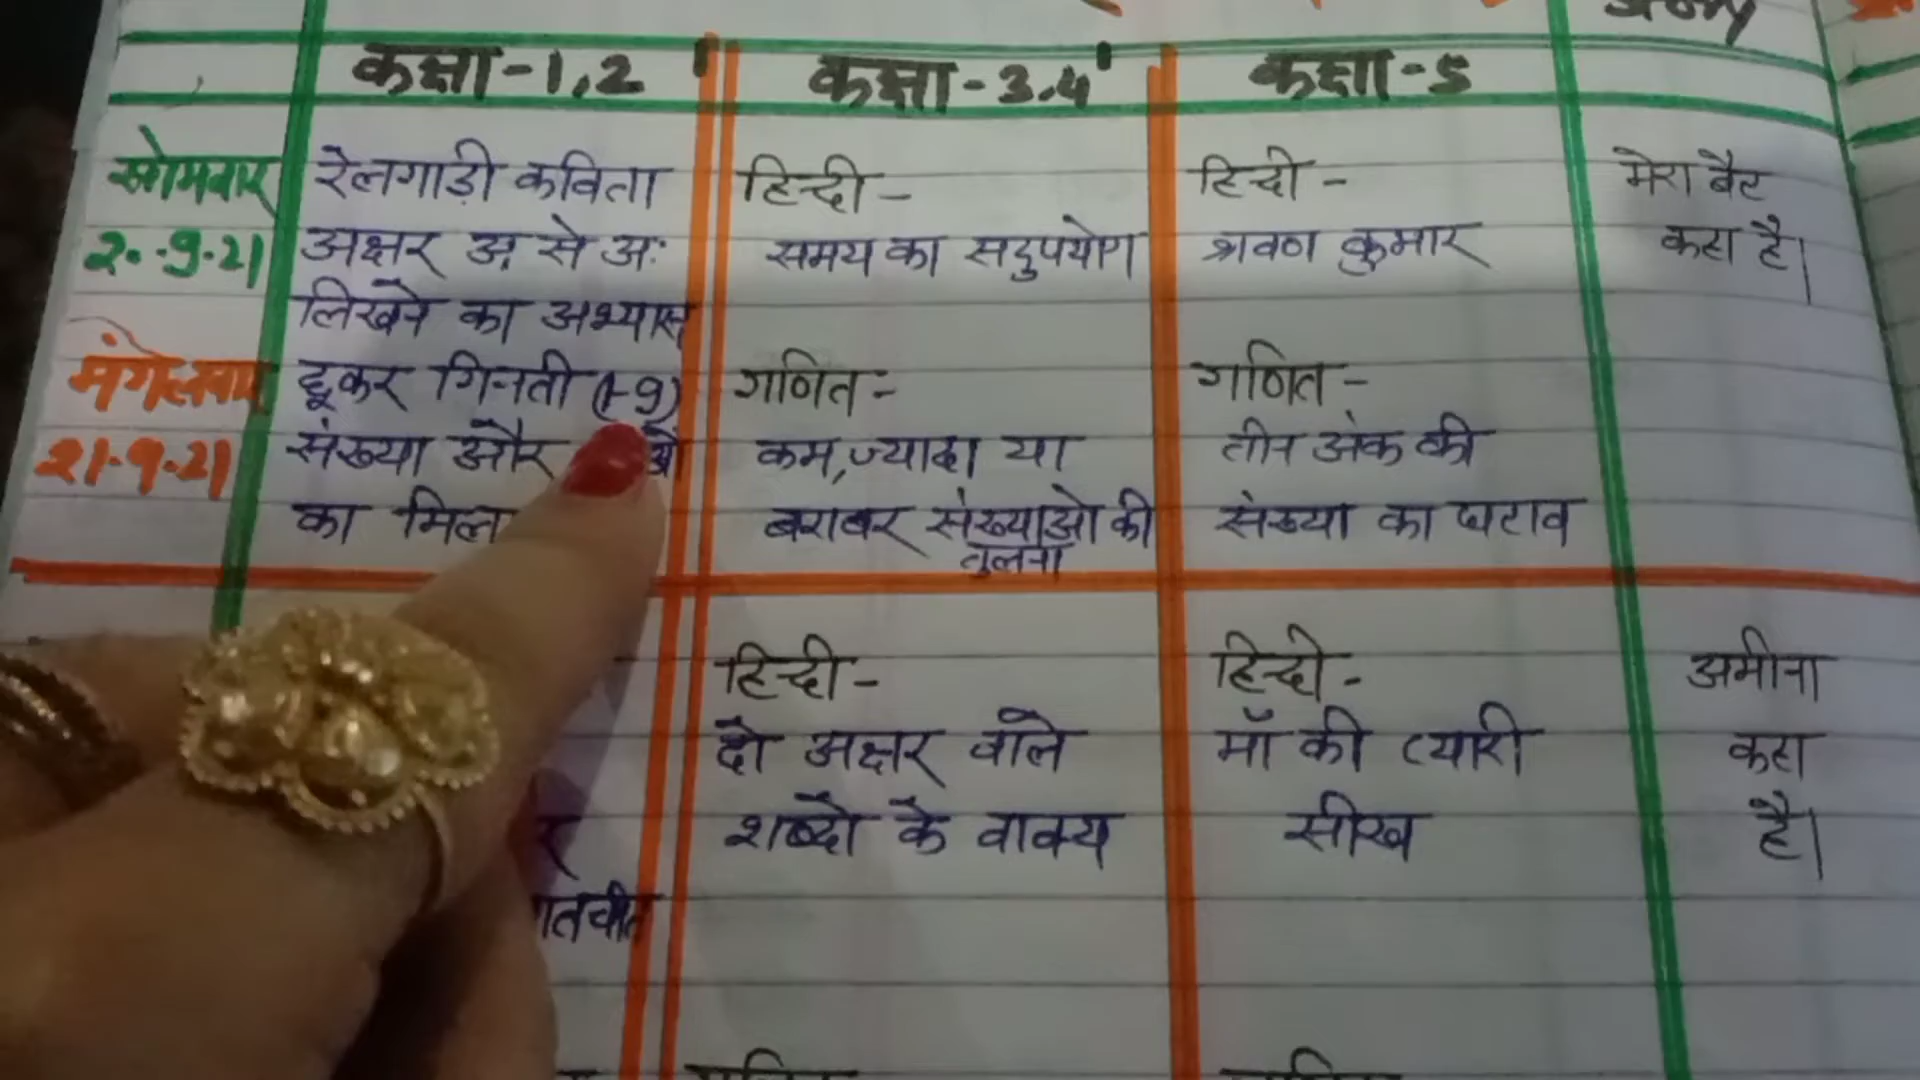 कक्षा-1,2 कक्षा-3,4 कक्षा-5
सोमवार रेलगाड़ी कविता हिन्दी- हिन्दी- मेरा बैट
20.9.21 अक्षर अ से अः समय का सदुपयोग श्रवण कुमार कहा है।
लिखने का अभ्यास
मंगलवार छूकर गिनती (1-9) गणित- गणित-
21.9.21 संख्या और कम,ज्यादा या तीन अंक की
का बराबर संख्याओ की संख्या का घटाव
तुलना
हिन्दी- हिन्दी- अमीना
दो अक्षर वाले माँ की प्यारी कहा
शब्दो के वाक्य सीख है।